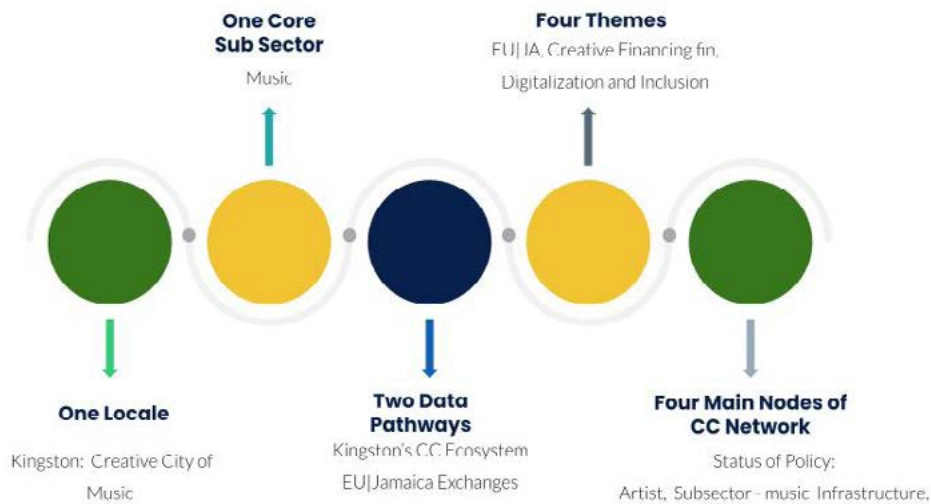 One Core
Sub Sector
Music
Four Themes
EU|JA, Creative Financing fin,
Digitalization and Inclusion
One Locale
Kingston: Creative City of
Music
Two Data
Pathways
Kingston's CC Ecosystem
EU|Jamaica Exchanges
Four Main Nodes of
CC Network
Status of Policy:
Artist, Subsector - music Infrastructure,